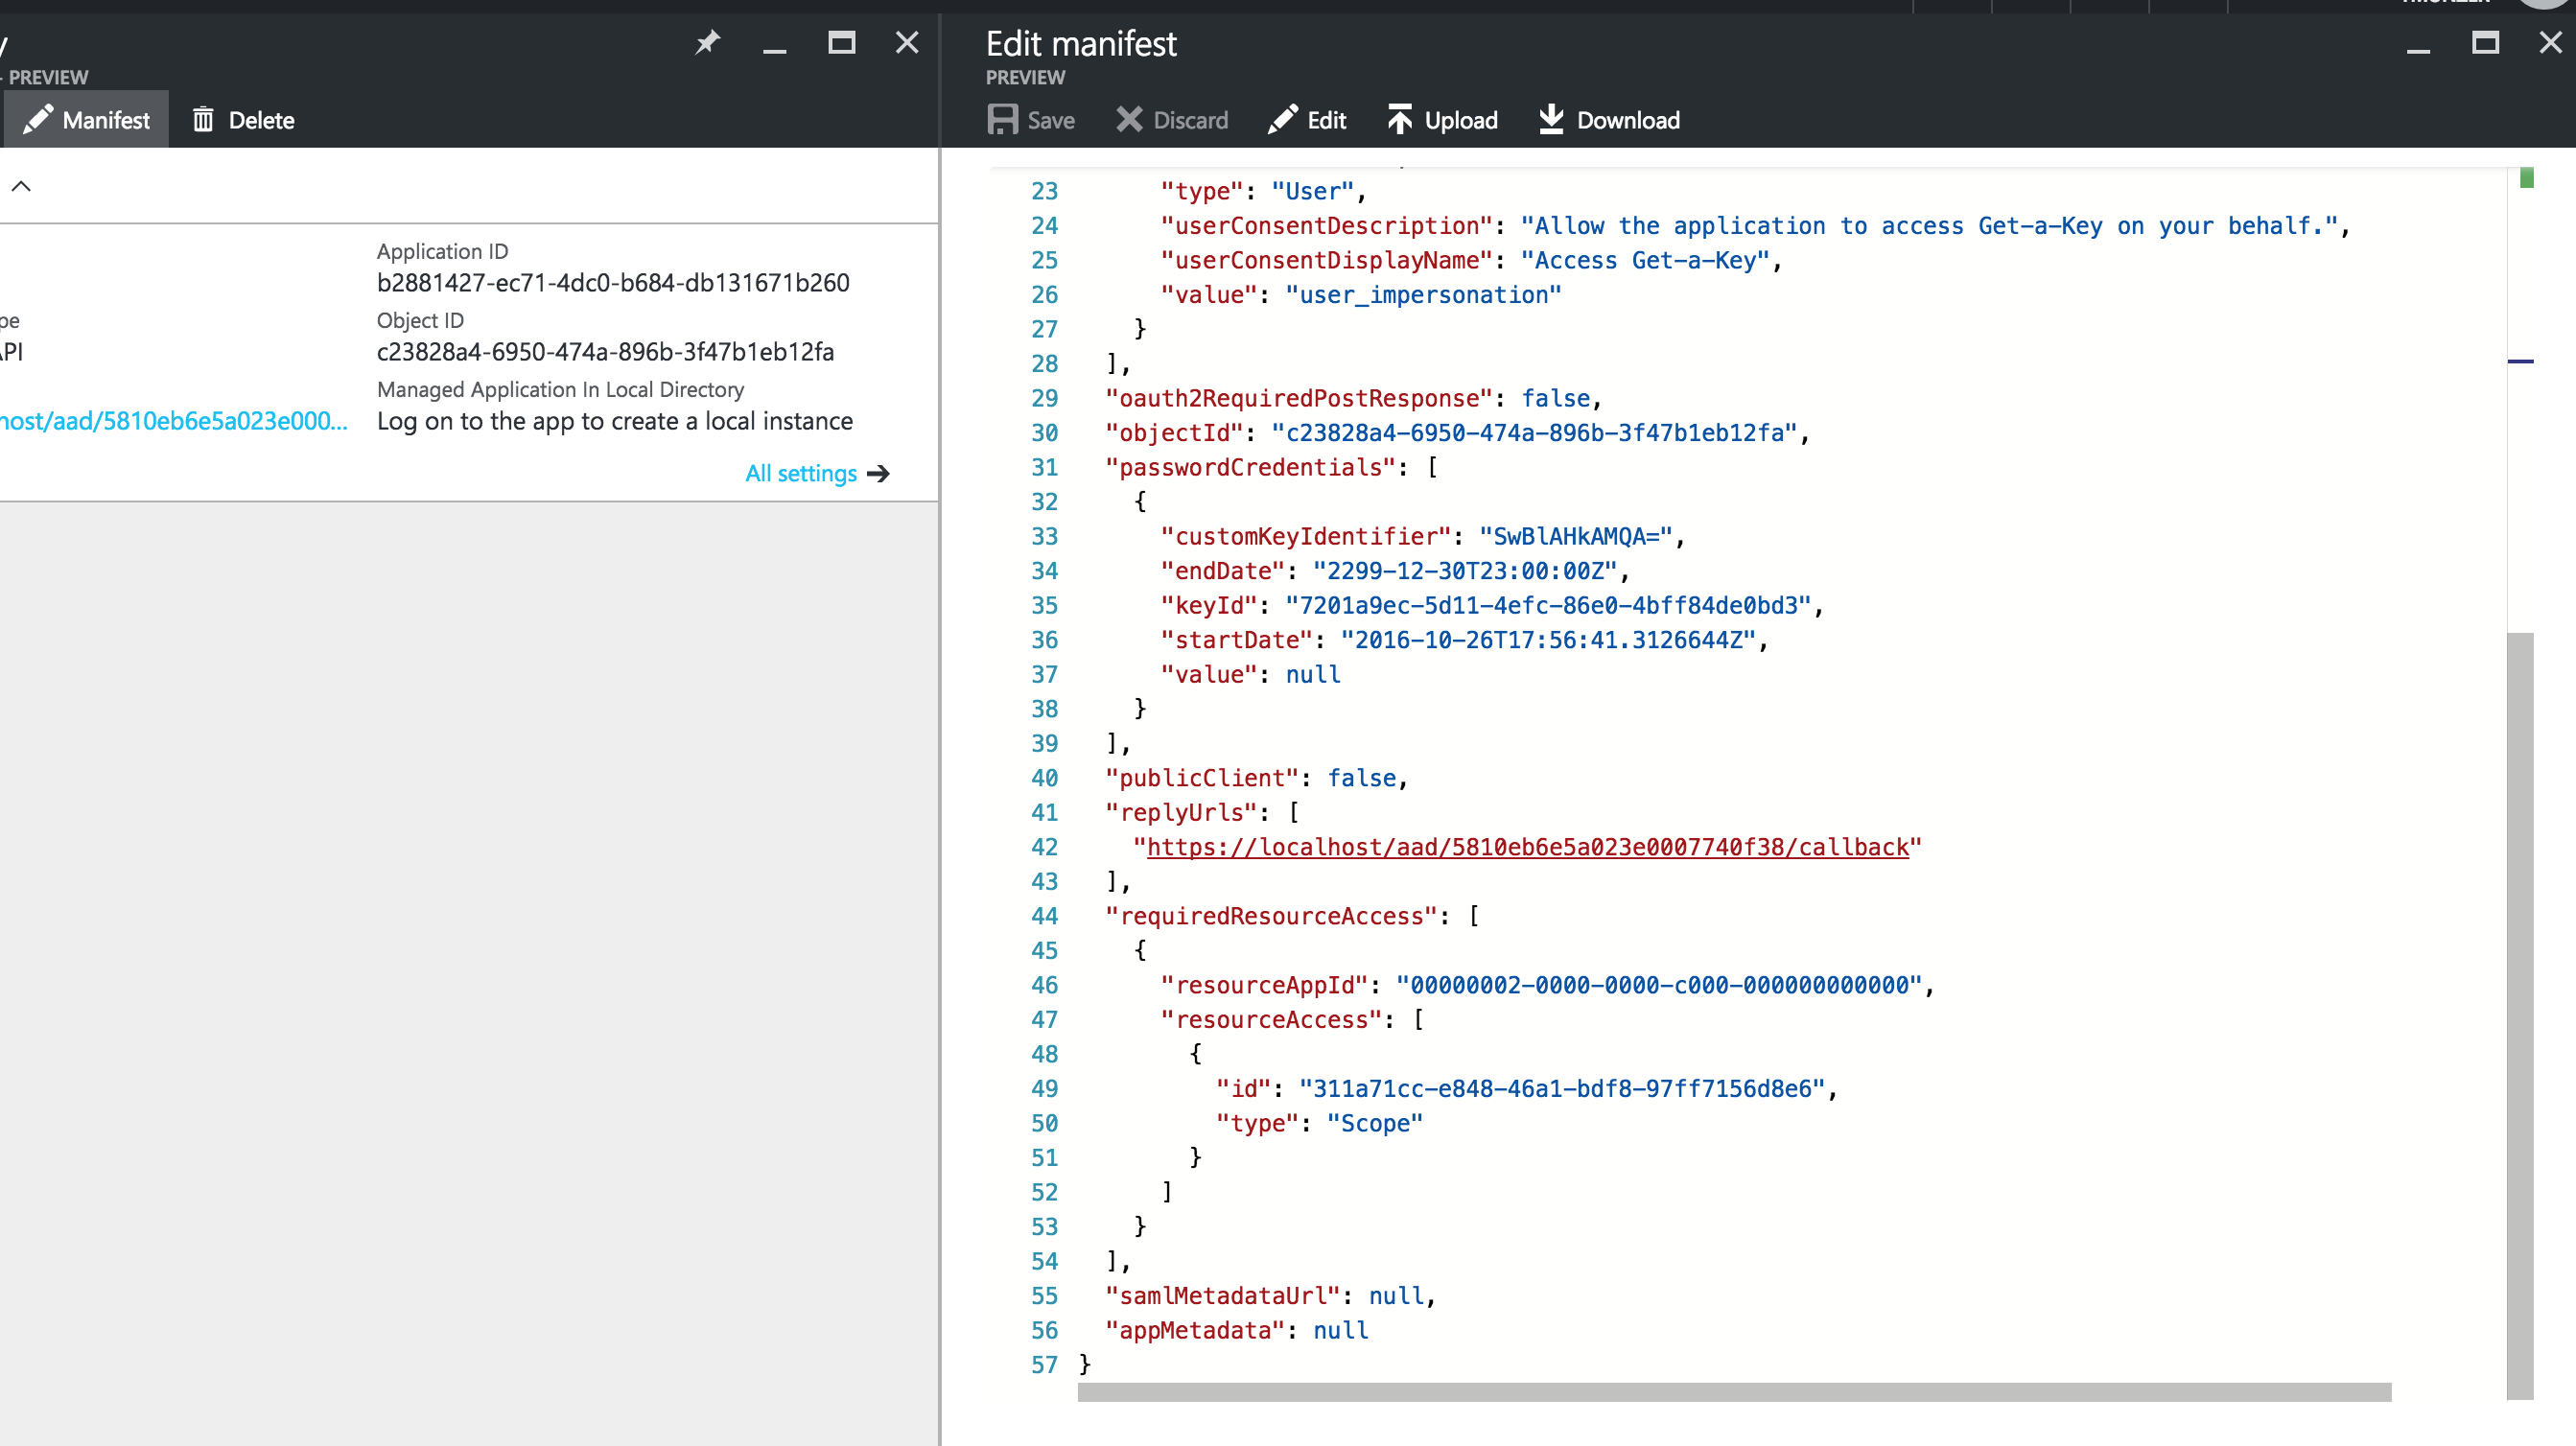 PREVIEW
Manifest
Delete
Application ID
b2881427-ec71-4dc0-b684-db131671b260
pe
Object ID
API
c23828a4-6950-474a-896b-3f47b1eb12fa
Managed Application In Local Directory
host/aad/5810eb6e5a023e000...
Log on to the app to create a local instance
All settings
Edit manifest
PREVIEW
Save Discard Edit Upload Download
23 "type": "User",
24 "userConsentDescription": "Allow the application to access Get-a-Key on your behalf.",
25 "userConsentDisplayName": "Access Get-a-Key",
26 "value": "user_impersonation"
27 }
28 ],
29 "oauth2RequiredPostResponse": false,
30 "objectId": "c23828a4-6950-474a-896b-3f47b1eb12fa",
31 "passwordCredentials": [
32 {
33 "customKeyIdentifier": "SwBlAHkAMQA=",
34 "endDate": "2299-12-30T23:00:00Z",
35 "keyId": "7201a9ec-5d11-4efc-86e0-4bff84de0bd3",
36 "startDate": "2016-10-26T17:56:41.3126644Z",
37 "value": null
38 }
39 ],
40 "publicClient": false,
41 "replyUrls": [
42 "https://localhost/aad/5810eb6e5a023e0007740f38/callback"
43 ],
44 "requiredResourceAccess": [
45 {
46 "resourceAppId": "00000002-0000-0000-c000-000000000000",
47 "resourceAccess": [
48 {
49 "id": "311a71cc-e848-46a1-bdf8-97ff7156d8e6",
50 "type": "Scope"
51 }
52 ]
53 }
54 ],
55 "samlMetadataUrl": null,
56 "appMetadata": null
57 }